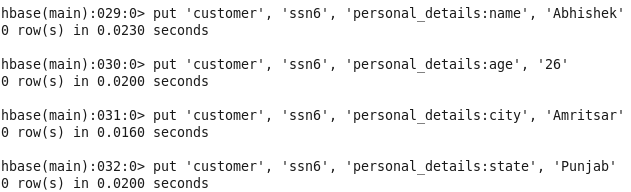 hbase(main):029:0> put 'customer', 'ssn6', 'personal_details:name', 'Abhishek'
0 row(s) in 0.0230 seconds
hbase(main):030:0> put 'customer', 'ssn6', 'personal_details:age', '26'
0 row(s) in 0.0200 seconds
hbase(main):031:0> put 'customer', 'ssn6', 'personal_details:city', 'Amritsar'
0 row(s) in 0.0160 seconds
hbase(main):032:0> put 'customer', 'ssn6', 'personal_details:state', 'Punjab'
0 row(s) in 0.0200 seconds